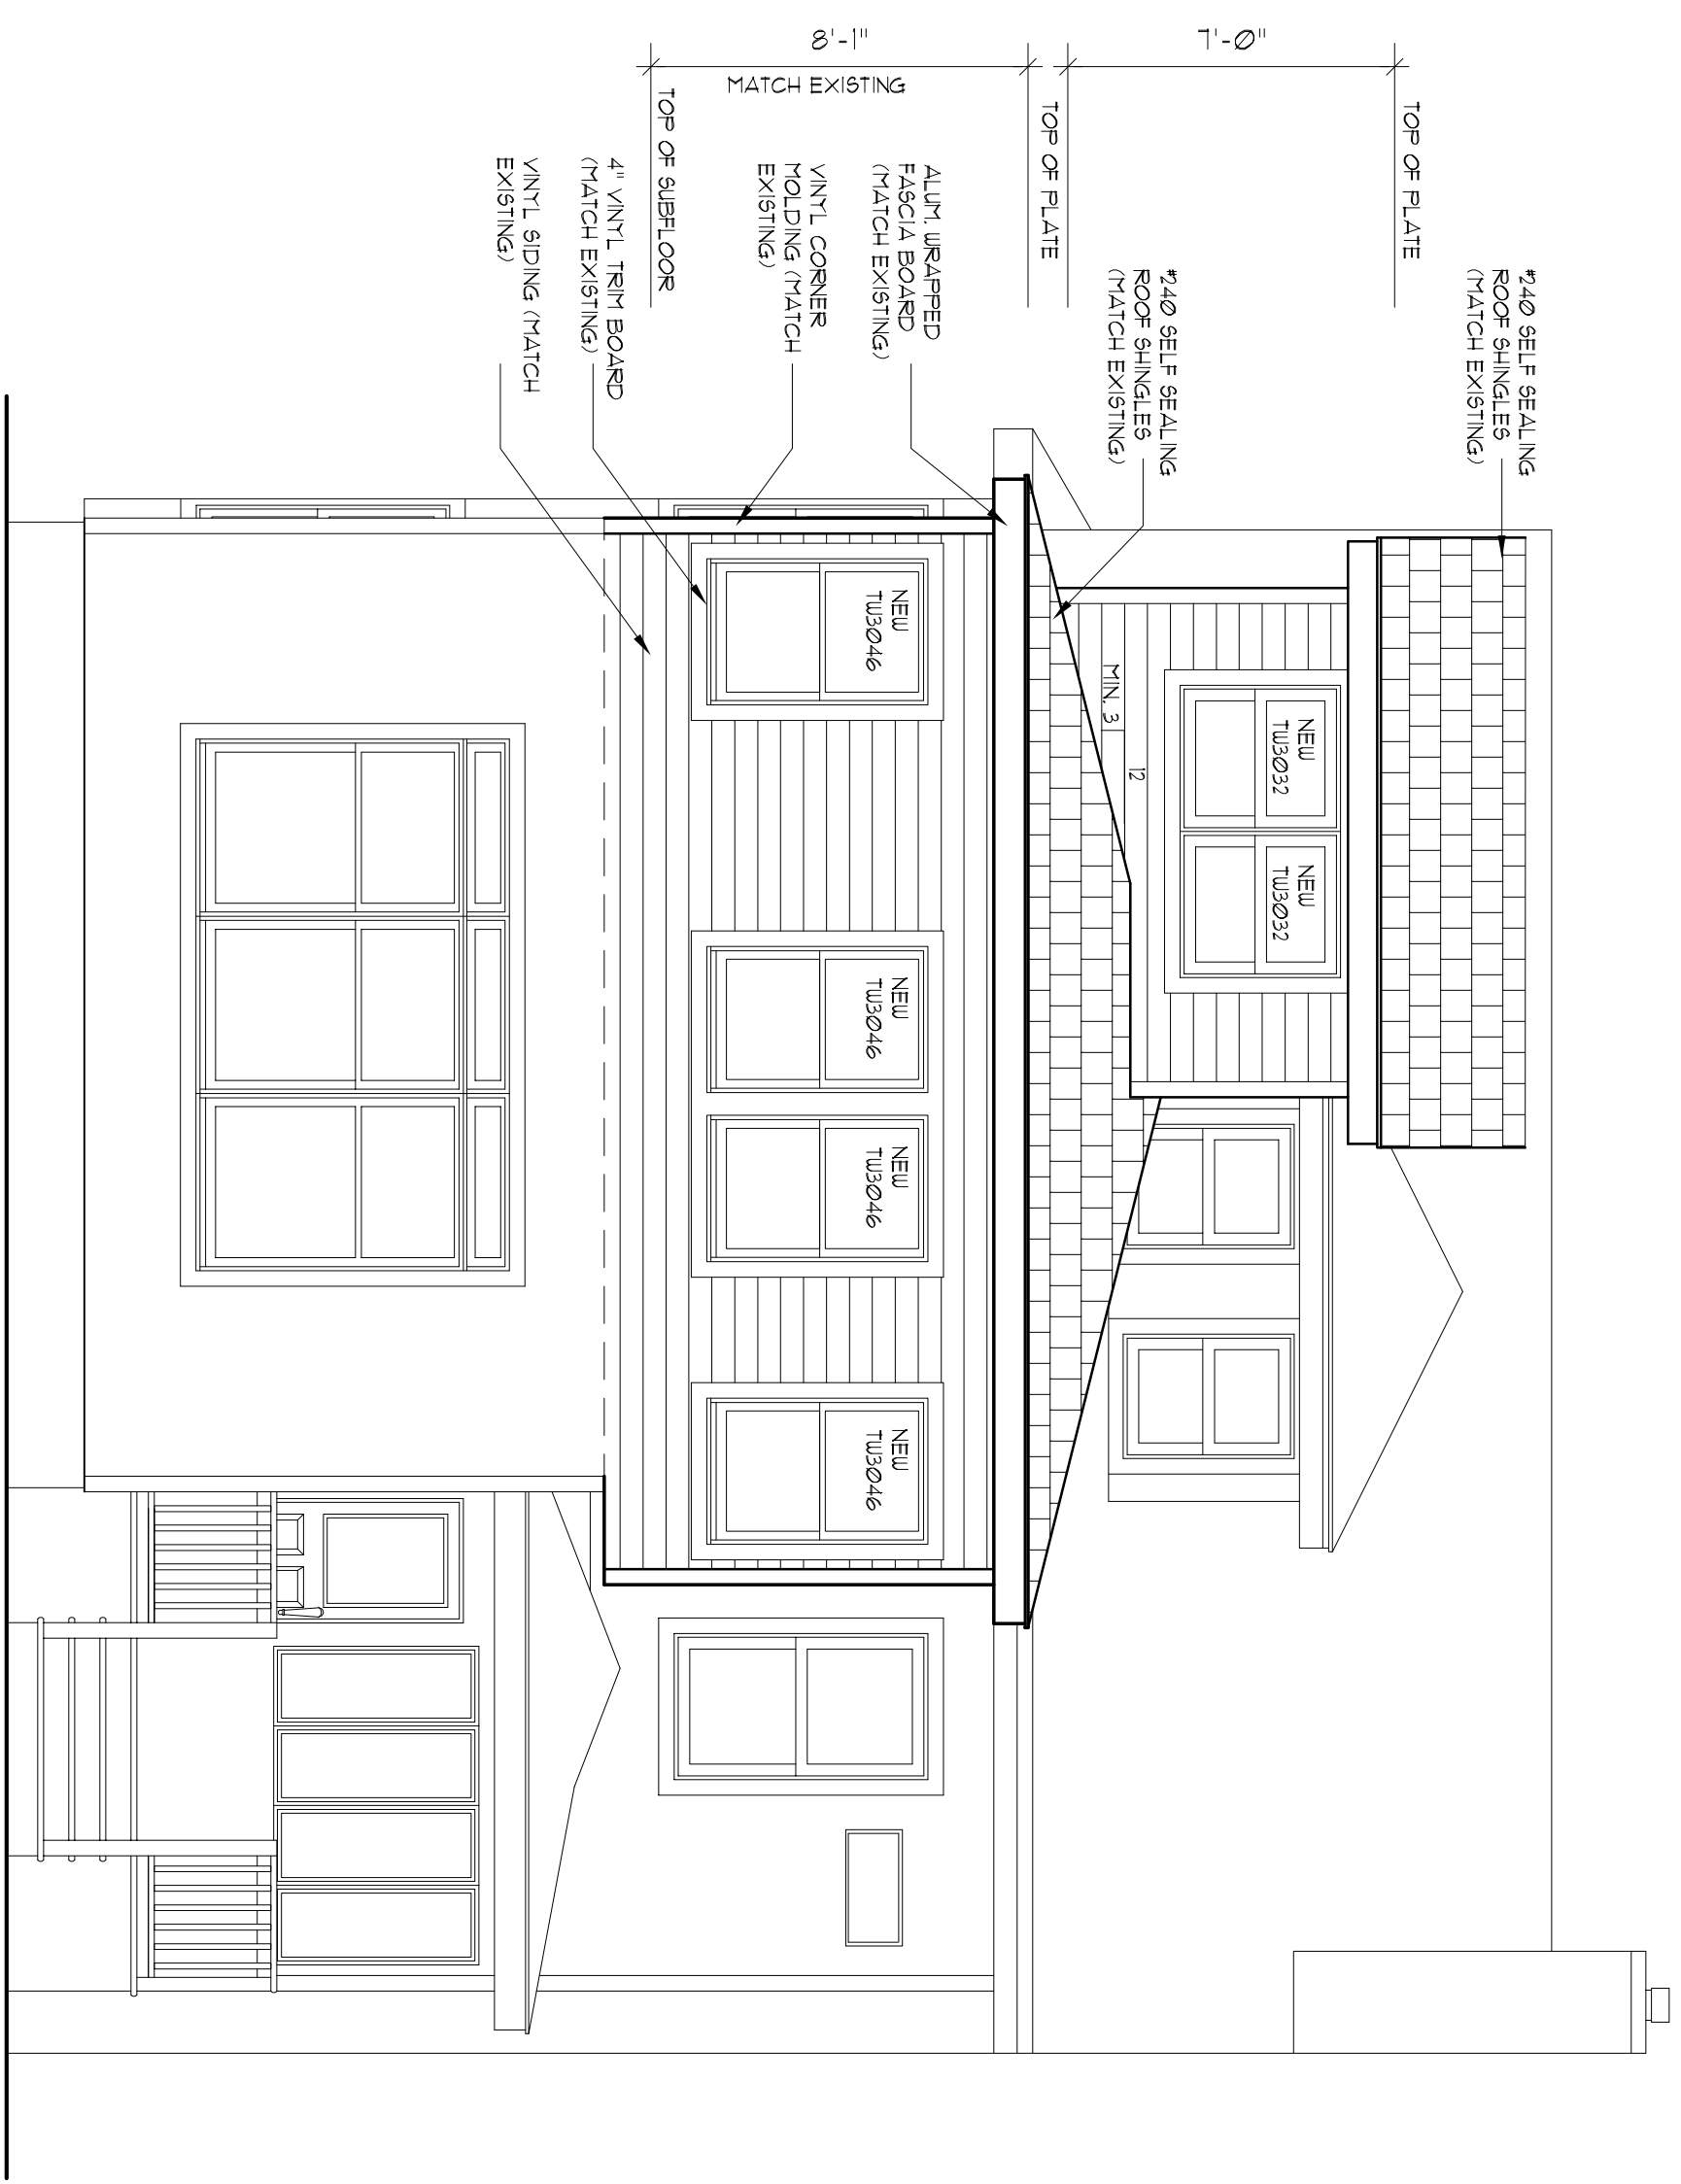 #240 SELF SEALING
ROOF SHINGLES
(MATCH EXISTING)
TOP OF PLATE
7'-0"
#240 SELF SEALING
ROOF SHINGLES
(MATCH EXISTING)
TOP OF PLATE
ALUM. WRAPPED
FASCIA BOARD
(MATCH EXISTING)
8'-1"
MATCH EXISTING
VINYL CORNER
MOLDING (MATCH
EXISTING)
TOP OF SUBFLOOR
4" VINYL TRIM BOARD
(MATCH EXISTING)
VINYL SIDING (MATCH
EXISTING)
NEW
TW3032
NEW
TW3032
12
MIN. 3
NEW
TW3046
NEW
TW3046
NEW
TW3046
NEW
TW3046